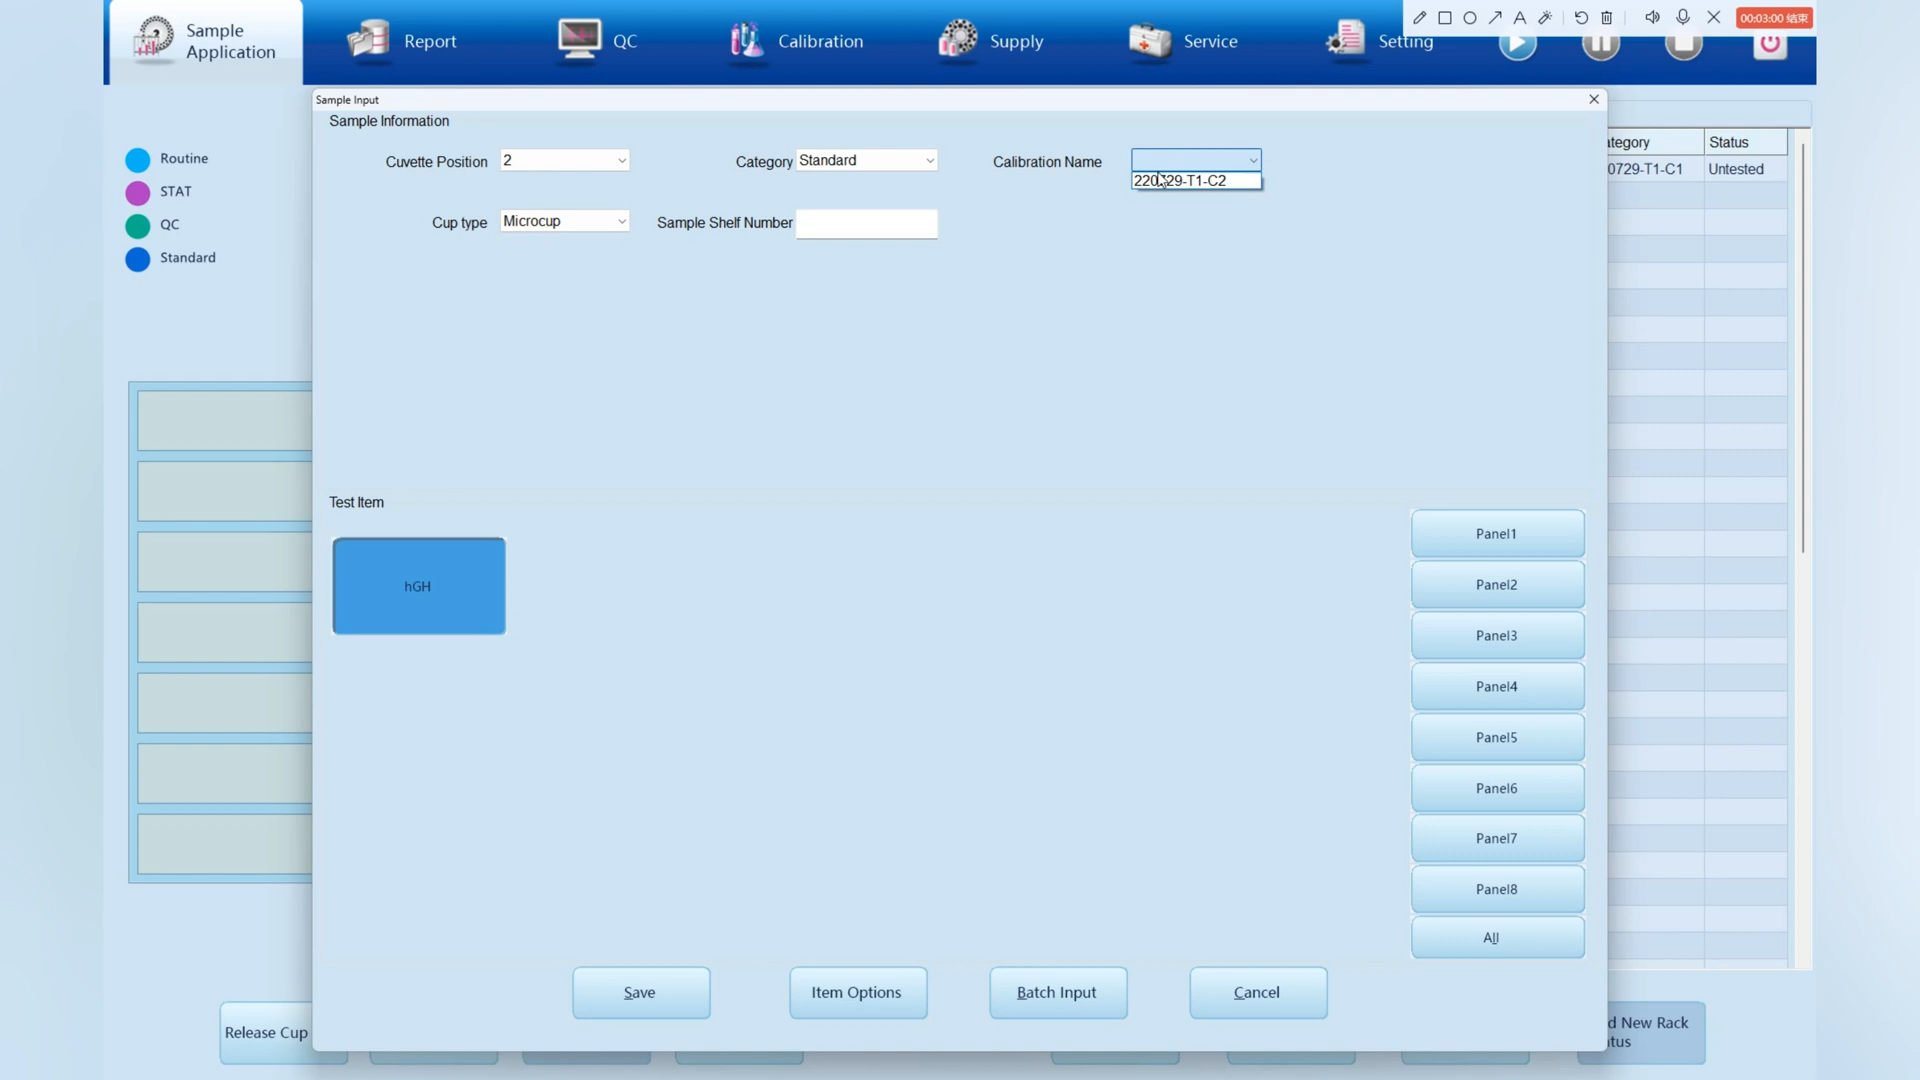 Sample
Application
Report
QC
Calibration
Supply
Service
Setting
00:03:00 结束
Sample Input
Sample Information
Cuvette Position 2
Category Standard
Calibration Name
220729-T1-C2
Cup type Microcup
Sample Shelf Number
Routine
STAT
QC
Standard
tegory Status
0729-T1-C1 Untested
Test Item
hGH
Panel1
Panel2
Panel3
Panel4
Panel5
Panel6
Panel7
Panel8
All
Save
Item Options
Batch Input
Cancel
Release Cup
d New Rack
tus